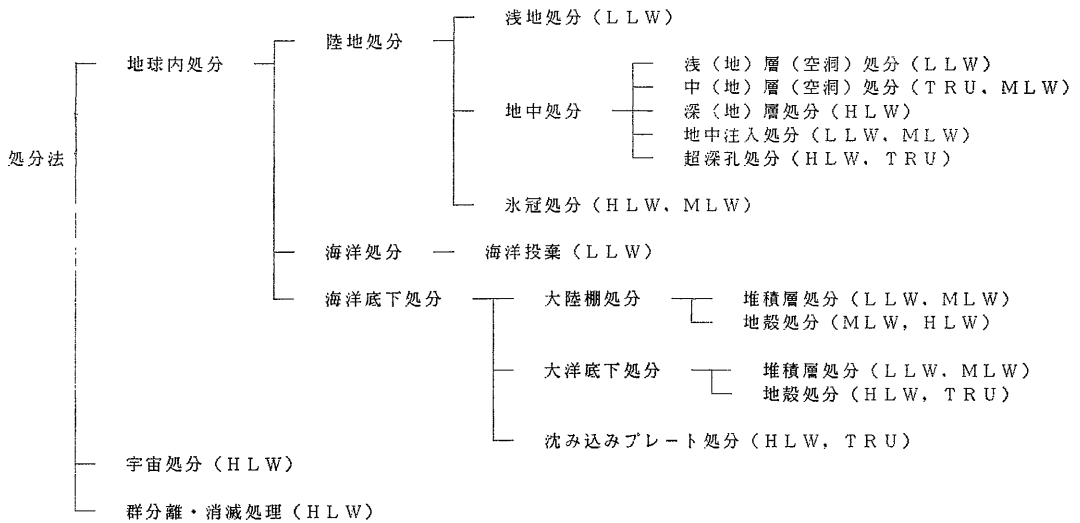 浅地処分(LLW)
陸地処分
地球内処分
浅(地)層(空洞)処分(LLW)
中(地)層(空洞)処分(TRU、MLW)
地中処分
深(地)層処分(HLW)
地中注入処分(LLW、MLW)
処分法
超深孔処分(HLW、TRU)
氷冠処分(HLW、MLW)
海洋処分 — 海洋投棄(LLW)
海洋底下処分
大陸棚処分
堆積層処分(LLW、MLW)
地殻処分(MLW,HLW)
大洋底下処分
堆積層処分(LLW、MLW)
地殻処分(HLW,TRU)
沈み込みプレート処分(HLW,TRU)
宇宙処分(HLW)
群分離・消滅処理(HLW)